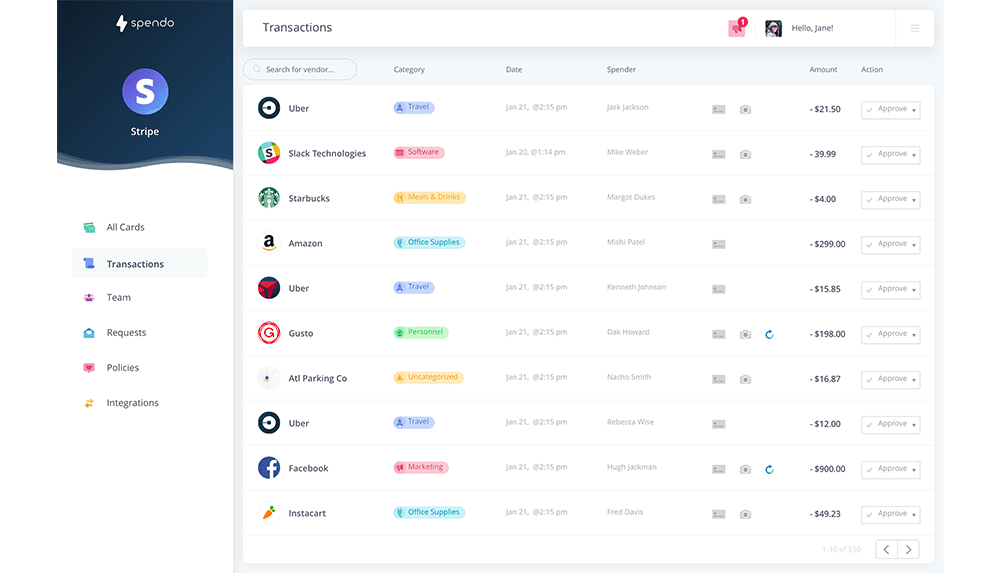 spendo
S
Stripe
All Cards
Transactions
Team
Requests
Policies
Integrations
Transactions
1
Hello, Jane!
Search for vendor... Category Date Spender Amount Action
Uber Travel Jan 21, @2:15 pm Jack Jackson - $21.50 Approve
S Slack Technologies Software Jan 20, @1:14 pm Mike Weber - 39.99 Approve
Starbucks Meals & Drinks Jan 21, @2:15 pm Margot Dukes - $4.00 Approve
a Amazon Office Supplies Jan 21, @2:15 pm Mishi Patel - $299.00 Approve
Uber Travel Jan 21, @2:15 pm Kenneth Johnson - $15.85 Approve
G Gusto Personnel Jan 21, @2:15 pm Dak Howard - $198.00 Approve
Atl Parking Co Uncategorized Jan 21, @2:15 pm Nacho Smith - $16.87 Approve
Uber Travel Jan 21, @2:15 pm Rebecca Wise - $12.00 Approve
f Facebook Marketing Jan 21, @2:15 pm Hugh Jackman - $900.00 Approve
Instacart Office Supplies Jan 21, @2:15 pm Fred Davis - $49.23 Approve
1-10 of 550